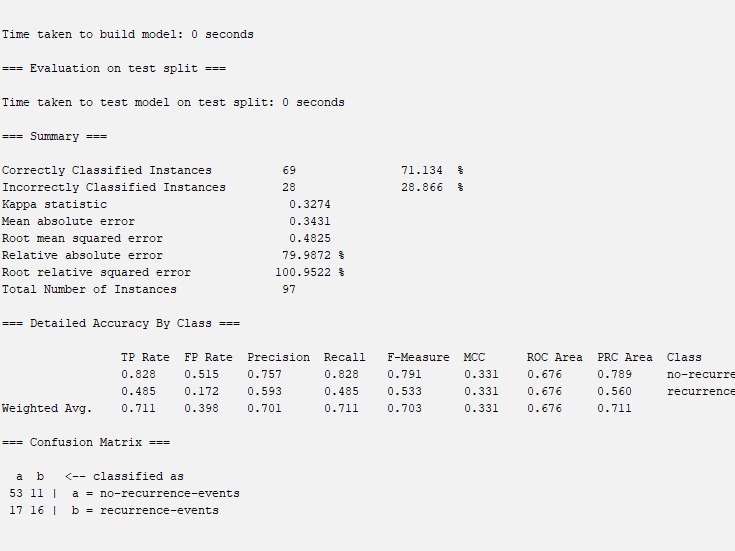 Time taken to build model: 0 seconds
=== Evaluation on test split ===
Time taken to test model on test split: 0 seconds
=== Summary ===
Correctly Classified Instances          69               71.134  %
Incorrectly Classified Instances        28               28.866  %
Kappa statistic                          0.3274
Mean absolute error                      0.3431
Root mean squared error                  0.4825
Relative absolute error                 79.9872 %
Root relative squared error            100.9522 %
Total Number of Instances               97
=== Detailed Accuracy By Class ===
                 TP Rate  FP Rate  Precision  Recall   F-Measure  MCC      ROC Area  PRC Area  Class
                 0.828    0.515    0.757      0.828    0.791      0.331    0.676     0.789     no-recurre
                 0.485    0.172    0.593      0.485    0.533      0.331    0.676     0.560     recurrence
Weighted Avg.    0.711    0.398    0.701      0.711    0.703      0.331    0.676     0.711
=== Confusion Matrix ===
  a  b   <-- classified as
 53 11 |  a = no-recurrence-events
 17 16 |  b = recurrence-events